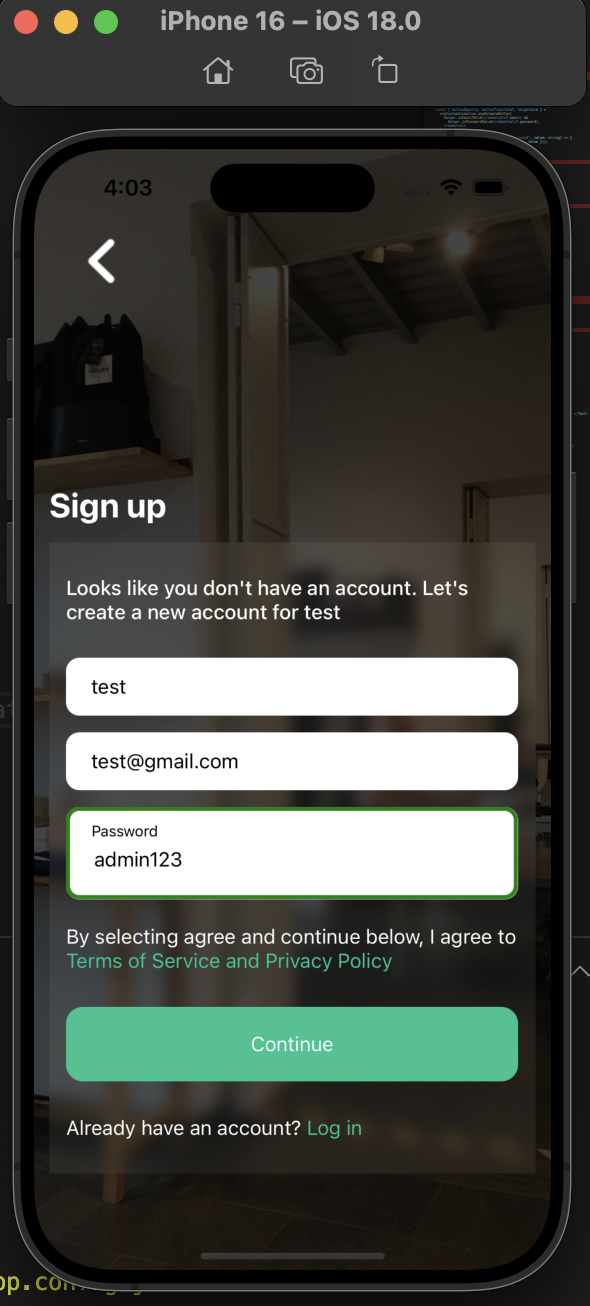 iPhone 16 – iOS 18.0
4:03
Sign up
Looks like you don't have an account. Let's
create a new account for test
test
test@gmail.com
Password
admin123
By selecting agree and continue below, I agree to
Terms of Service and Privacy Policy
Continue
Already have an account? Log in